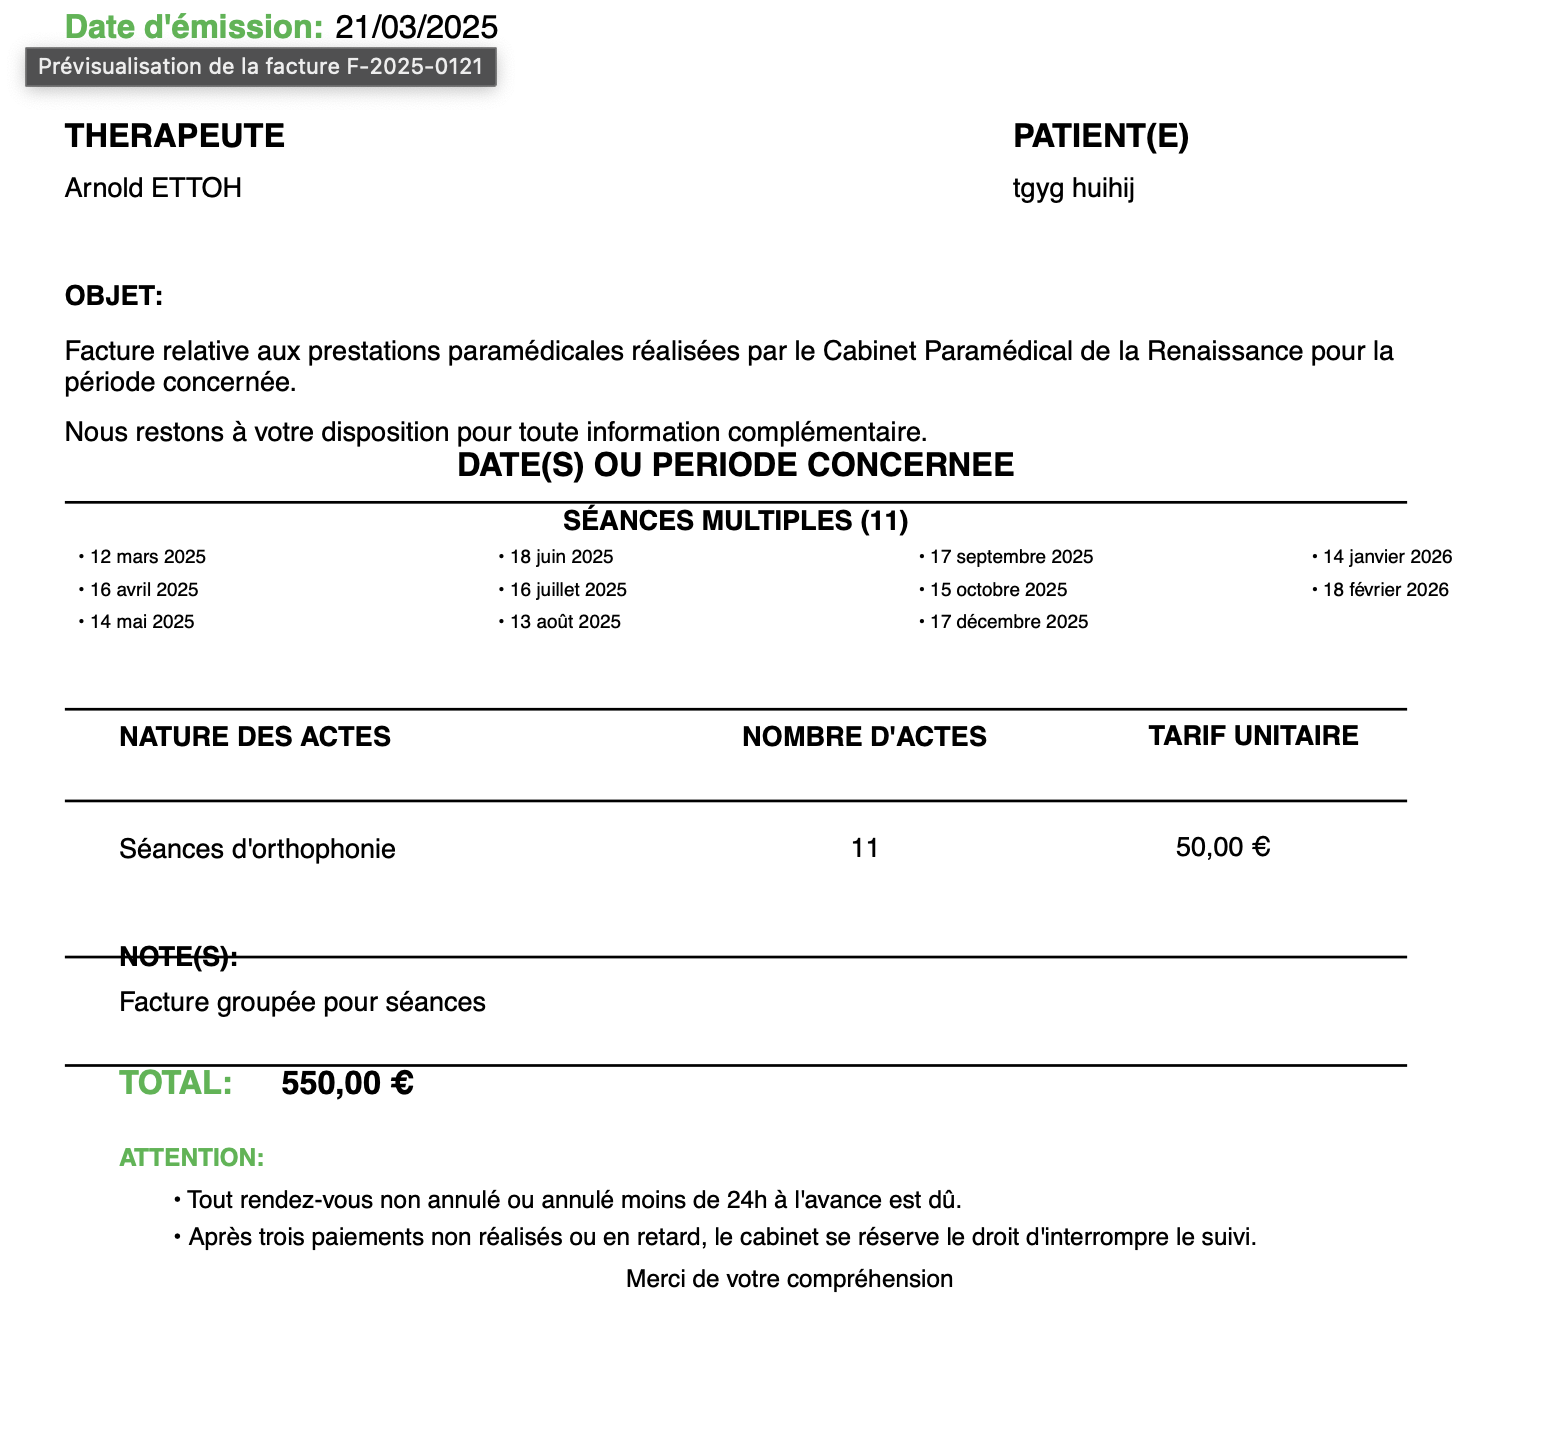 Date d'émission: 21/03/2025
Prévisualisation de la facture F-2025-0121
THERAPEUTE
Arnold ETTOH
PATIENT(E)
tgyg huihij
OBJET:
Facture relative aux prestations paramédicales réalisées par le Cabinet Paramédical de la Renaissance pour la
période concernée.
Nous restons à votre disposition pour toute information complémentaire.
DATE(S) OU PERIODE CONCERNEE
SÉANCES MULTIPLES (11)
• 12 mars 2025
• 16 avril 2025
• 14 mai 2025
• 18 juin 2025
• 16 juillet 2025
• 13 août 2025
• 17 septembre 2025
• 15 octobre 2025
• 17 décembre 2025
• 14 janvier 2026
• 18 février 2026
NATURE DES ACTES NOMBRE D'ACTES TARIF UNITAIRE
Séances d'orthophonie 11 50,00 €
NOTE(S):
Facture groupée pour séances
TOTAL: 550,00 €
ATTENTION:
• Tout rendez-vous non annulé ou annulé moins de 24h à l'avance est dû.
• Après trois paiements non réalisés ou en retard, le cabinet se réserve le droit d'interrompre le suivi.
Merci de votre compréhension